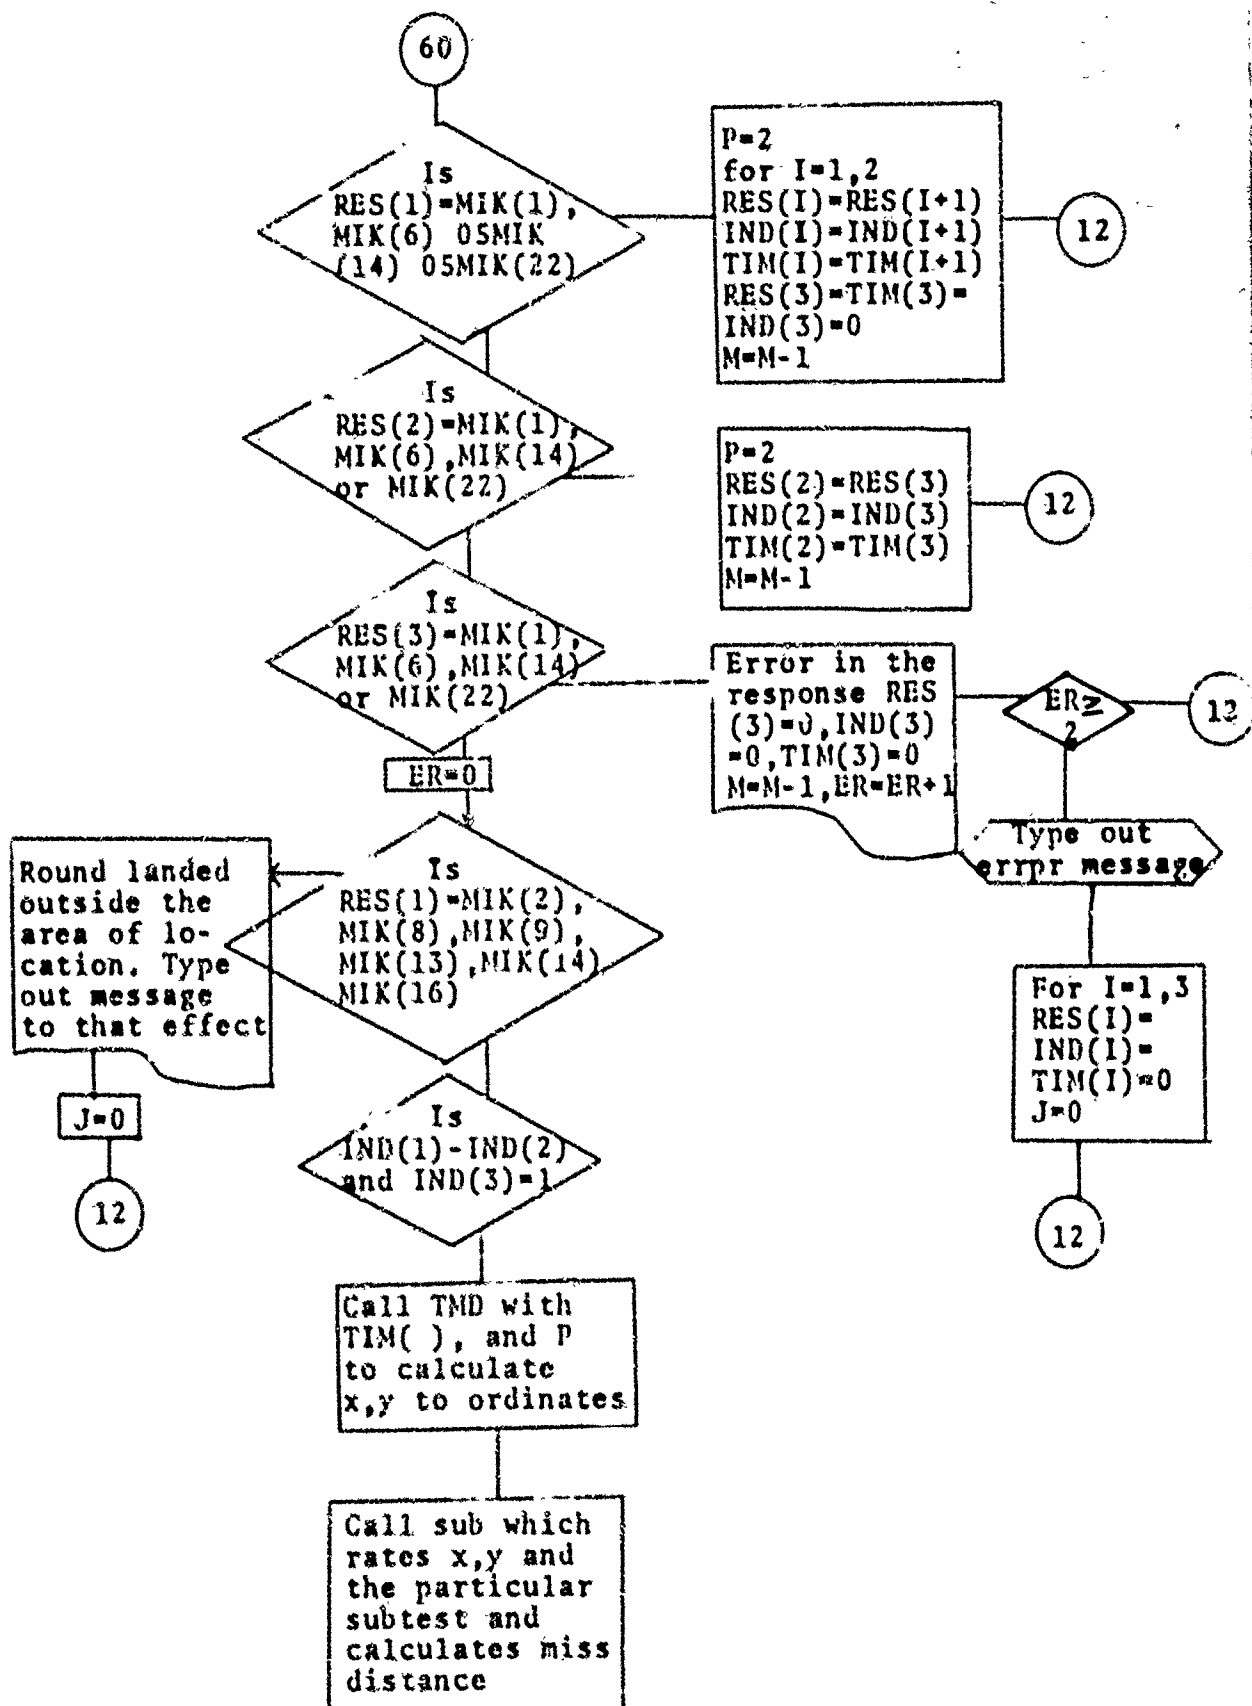 60
Is
RES(1)=MIK(1),
MIK(6) OSMIK
(14) OSMIK(22)
P=2
for I=1,2
RES(I)=RES(I+1)
IND(I)=IND(I+1)
TIM(I)=TIM(I+1)
RES(3)=TIM(3)=
IND(3)=0
M=M-1
12
Is
RES(2)=MIK(1),
MIK(6),MIK(14)
or MIK(22)
P=2
RES(2)=RES(3)
IND(2)=IND(3)
TIM(2)=TIM(3)
M=M-1
12
Is
RES(3)=MIK(1),
MIK(6),MIK(14)
or MIK(22)
Error in the
response RES
(3)=0,IND(3)
=0,TIM(3)=0
M=M-1,ER=ER+1
ER≥
2
12
ER=0
Type out
errpr message
Round landed
outside the
area of lo-
cation. Type
out message
to that effect
Is
RES(1)=MIK(2),
MIK(8),MIK(9),
MIK(13),MIK(14)
MIK(16)
For I=1,3
RES(I)=
IND(I)=
TIM(I)=0
J=0
J=0
12
Is
IND(1)-IND(2)
and IND(3)=1
12
Call TMD with
TIM( ), and P
to calculate
x,y to ordinates
Call sub which
rates x,y and
the particular
subtest and
calculates miss
distance